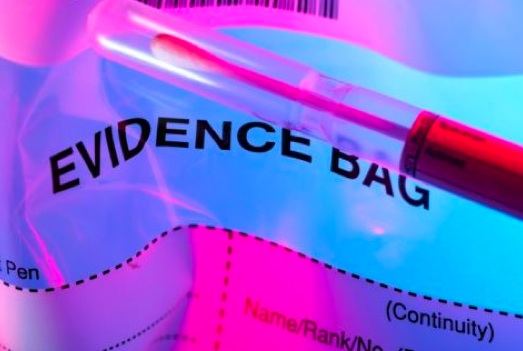 EVIDENCE BAG
Pen
(Continuity)
Name/Rank/No.